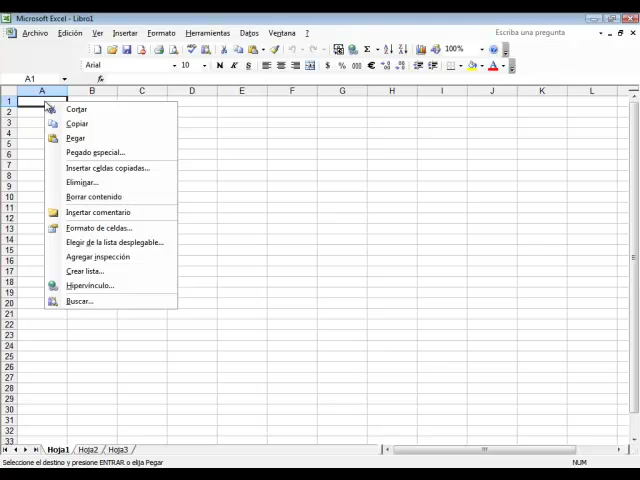 Microsoft Excel - Libro1
Archivo Edición Ver Insertar Formato Herramientas Datos Ventana ? Escriba una pregunta
100%
Arial 10 N K S % 000 €
A1 fx
A B C D E F G H I J K L
1
2
3
4
5
6
7
8
9
10
11
12
13
14
15
16
17
18
19
20
21
22
23
24
25
26
27
28
29
30
31
32
33
Cortar
Copiar
Pegar
Pegado especial...
Insertar celdas copiadas...
Eliminar...
Borrar contenido
Insertar comentario
Formato de celdas...
Elegir de la lista desplegable...
Agregar inspección
Crear lista...
Hipervínculo...
Buscar...
Hoja1 Hoja2 Hoja3
Seleccione el destino y presione ENTRAR o elija Pegar NUM